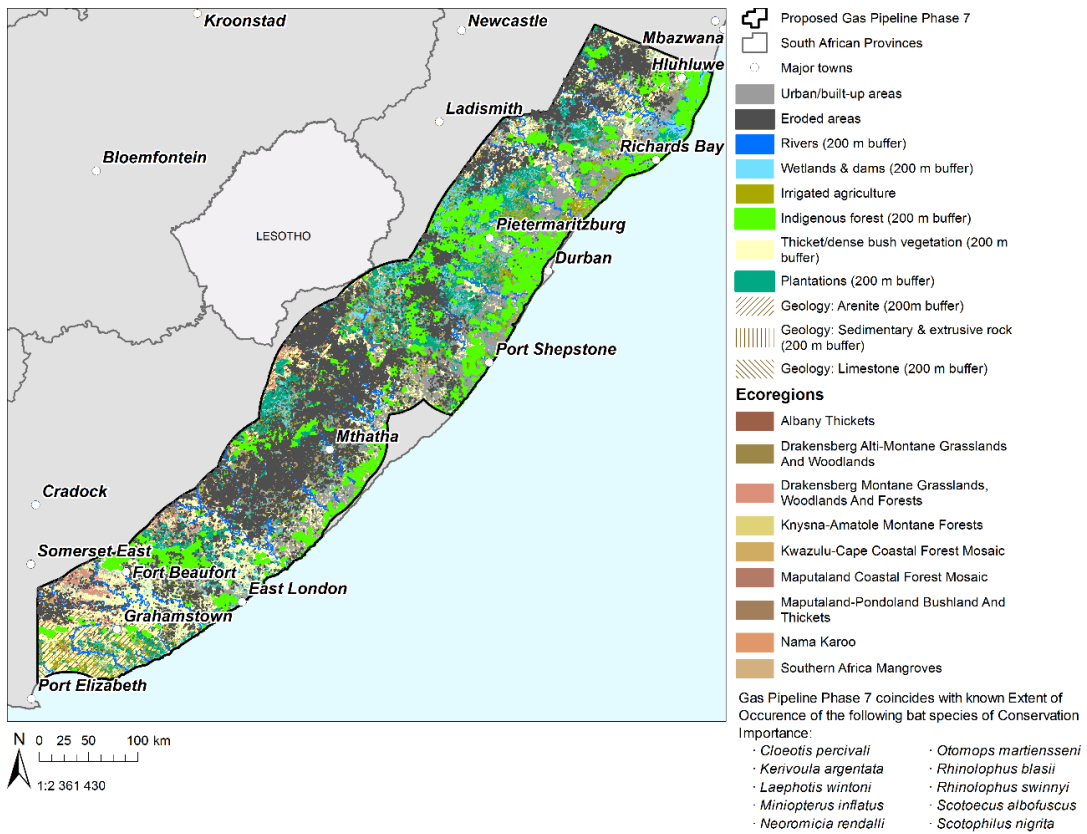 Kroonstad
Newcastle
Mbazwana
Hluhluwe
Ladismith
Bloemfontein
Richards Bay
LESOTHO
Pietermaritzburg
Durban
Port Shepstone
Mthatha
Cradock
Somerset East
Fort Beaufort
East London
Grahamstown
Port Elizabeth
N
0 25 50 100 km
1:2 361 430
Proposed Gas Pipeline Phase 7
South African Provinces
Major towns
Urban/built-up areas
Eroded areas
Rivers (200 m buffer)
Wetlands & dams (200 m buffer)
Irrigated agriculture
Indigenous forest (200 m buffer)
Thicket/dense bush vegetation (200 m
buffer)
Plantations (200 m buffer)
Geology: Arenite (200m buffer)
Geology: Sedimentary & extrusive rock
(200 m buffer)
Geology: Limestone (200 m buffer)
Ecoregions
Albany Thickets
Drakensberg Alti-Montane Grasslands
And Woodlands
Drakensberg Montane Grasslands,
Woodlands And Forests
Knysna-Amatole Montane Forests
Kwazulu-Cape Coastal Forest Mosaic
Maputaland Coastal Forest Mosaic
Maputaland-Pondoland Bushland And
Thickets
Nama Karoo
Southern Africa Mangroves
Gas Pipeline Phase 7 coincides with known Extent of
Occurence of the following bat species of Conservation
Importance:
· Cloeotis percivali
· Kerivoula argentata
· Laephotis wintoni
· Miniopterus inflatus
· Neoromicia rendalli
· Otomops martiensseni
· Rhinolophus blasii
· Rhinolophus swinnyi
· Scotoecus albofuscus
· Scotophilus nigrita